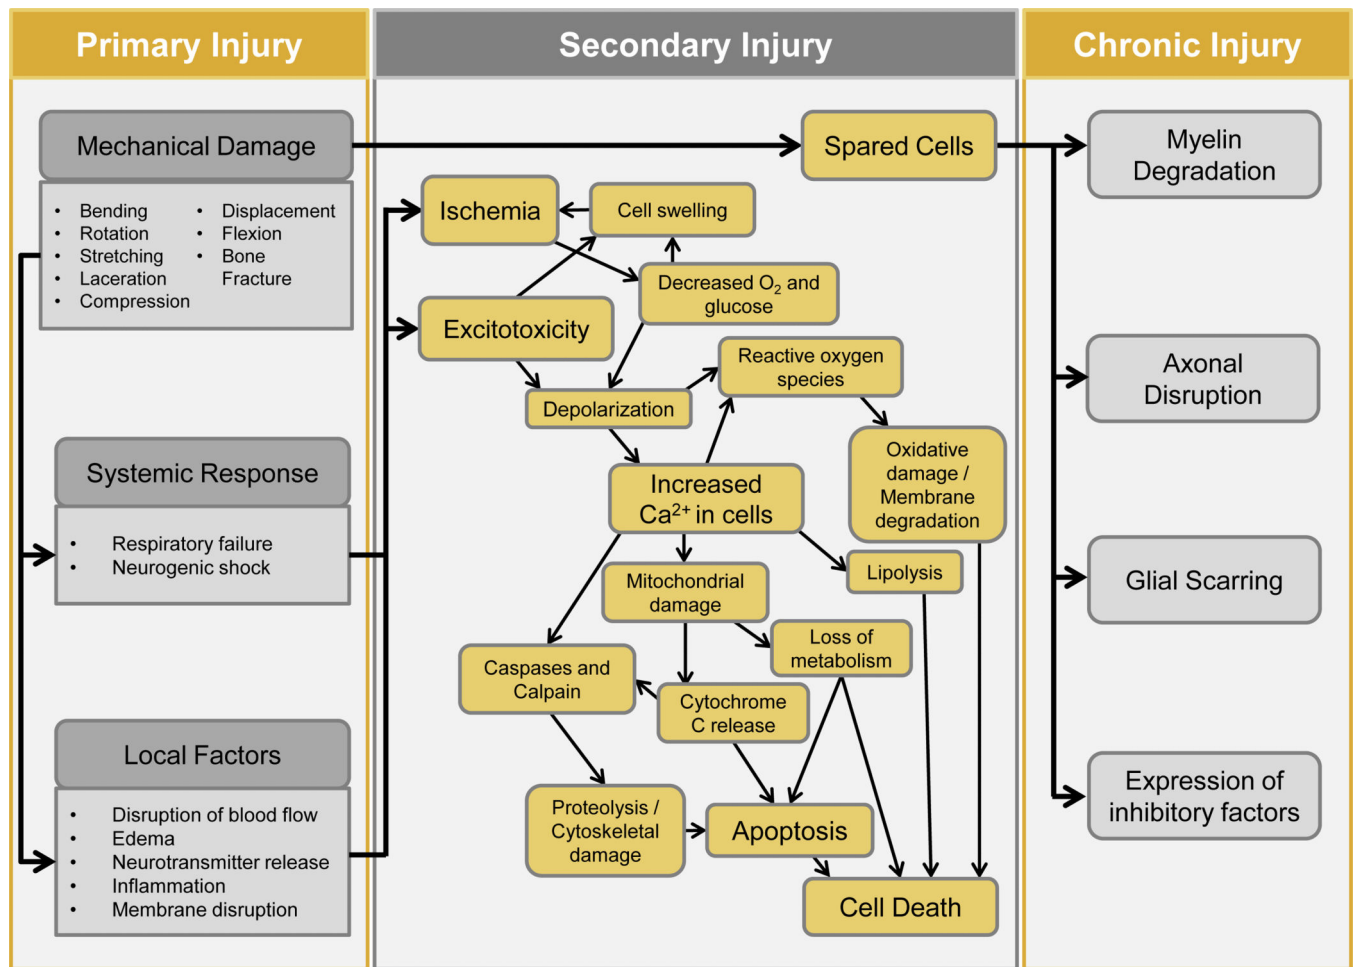 Primary Injury
Mechanical Damage
• Bending
• Rotation
• Stretching
• Laceration
• Compression
• Displacement
• Flexion
• Bone
Fracture
Systemic Response
• Respiratory failure
• Neurogenic shock
Local Factors
• Disruption of blood flow
• Edema
• Neurotransmitter release
• Inflammation
• Membrane disruption
Secondary Injury
Spared Cells
Ischemia
Cell swelling
Decreased O₂ and
glucose
Excitotoxicity
Reactive oxygen
species
Depolarization
Oxidative
damage /
Membrane
degradation
Increased
Ca²⁺ in cells
Mitochondrial
damage
Lipolysis
Loss of
metabolism
Caspases and
Calpain
Cytochrome
C release
Proteolysis /
Cytoskeletal
damage
Apoptosis
Cell Death
Chronic Injury
Myelin
Degradation
Axonal
Disruption
Glial Scarring
Expression of
inhibitory factors